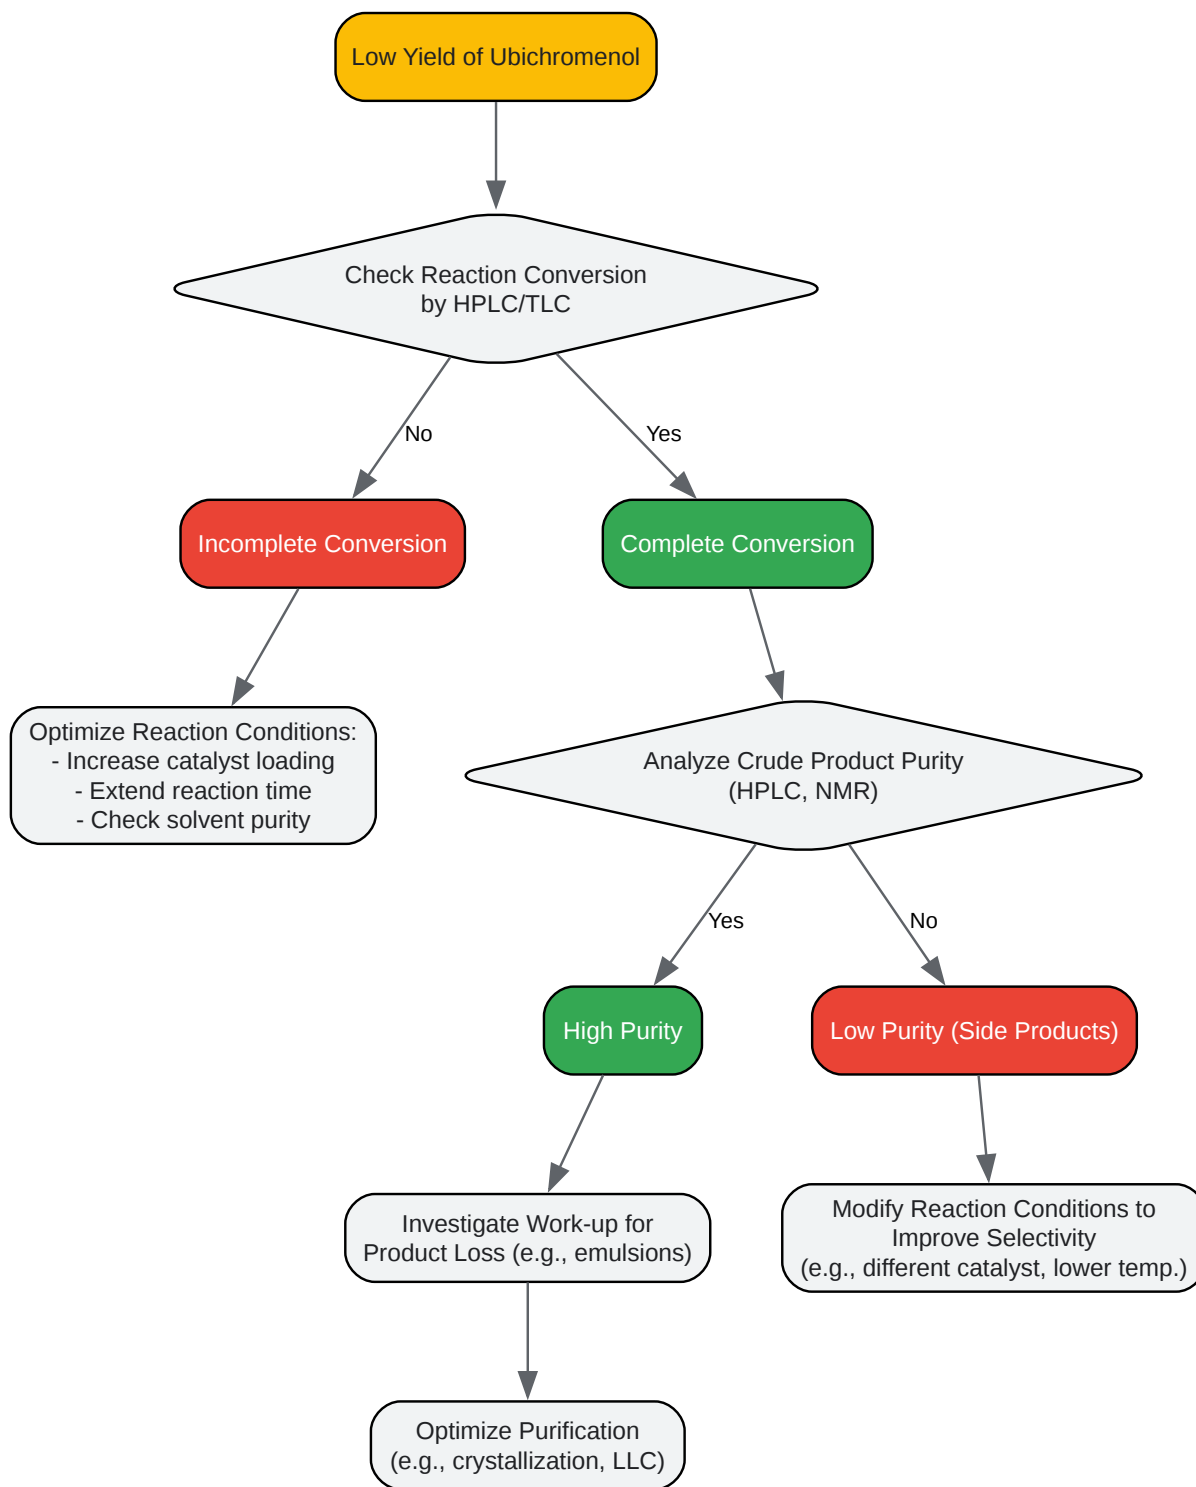 Low Yield of Ubichromenol
Check Reaction Conversion
by HPLC/TLC
No
Yes
Incomplete Conversion
Complete Conversion
Optimize Reaction Conditions:
- Increase catalyst loading
- Extend reaction time
- Check solvent purity
Analyze Crude Product Purity
(HPLC, NMR)
Yes
No
High Purity
Low Purity (Side Products)
Investigate Work-up for
Product Loss (e.g., emulsions)
Modify Reaction Conditions to
Improve Selectivity
(e.g., different catalyst, lower temp.)
Optimize Purification
(e.g., crystallization, LLC)